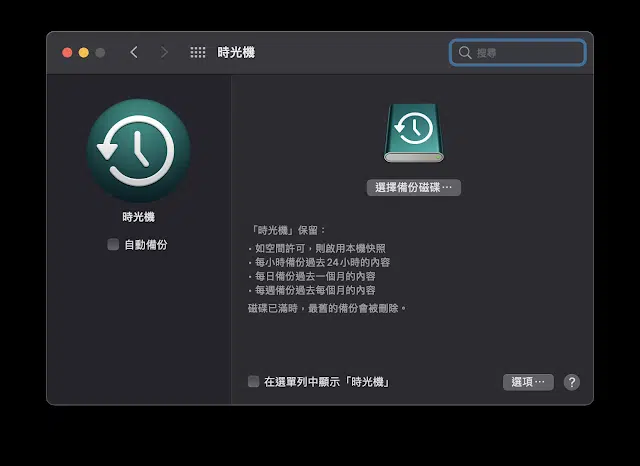 時光機
搜尋
時光機
自動備份
選擇備份磁碟⋯
「時光機」保留：
• 如空間許可，則啟用本機快照
• 每小時備份過去 24 小時的內容
• 每日備份過去一個月的內容
• 每週備份過去每個月的內容
磁碟已滿時，最舊的備份會被刪除。
在選單列中顯示「時光機」
選項⋯
?